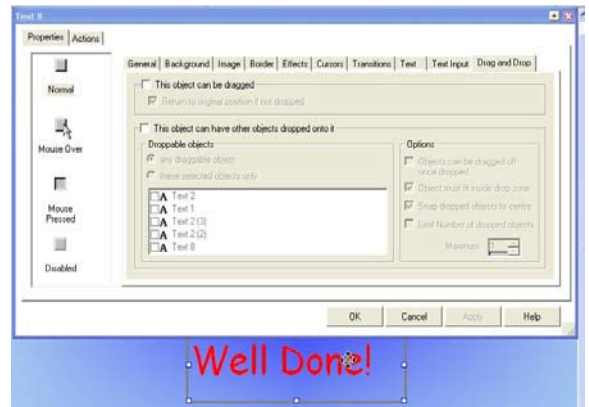 Text 8
Properties Actions
General Background Image Border Effects Cursors Transitions Text Text Input Drag and Drop
Normal
Mouse Over
Mouse Pressed
Disabled
This object can be dragged
Return to original position if not dropped
This object can have other objects dropped onto it
Droppable objects
any draggable object
these selected objects only
A Text 2
A Text 1
A Text 2 (3)
A Text 2 (2)
A Text 8
Options
Objects can be dragged off
once dropped
Object must fit inside drop zone
Snap dropped objects to centre
Limit Number of dropped objects
Maximum 1
OK Cancel Apply Help
Well Done!